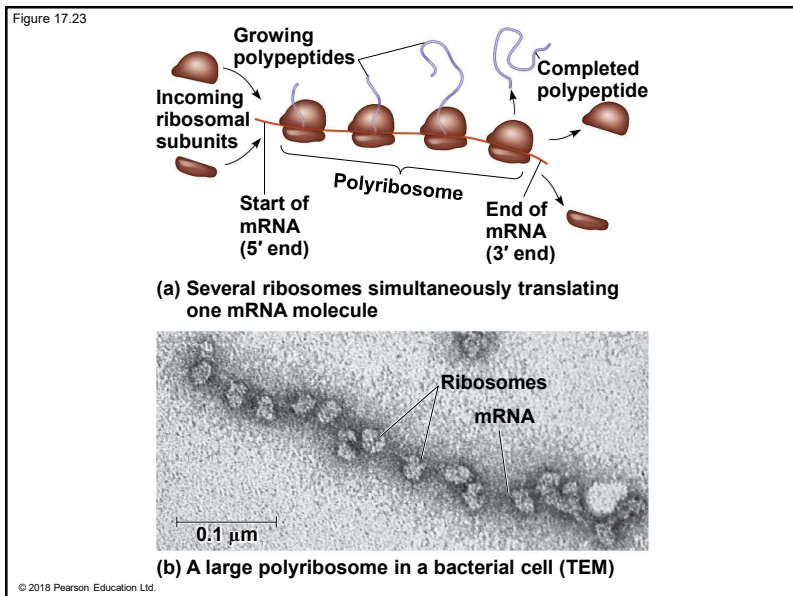 Figure 17.23
Growing
polypeptides
Completed
polypeptide
Incoming
ribosomal
subunits
Polyribosome
Start of
mRNA
(5′ end)
End of
mRNA
(3′ end)
(a) Several ribosomes simultaneously translating
one mRNA molecule
Ribosomes
mRNA
0.1 μm
(b) A large polyribosome in a bacterial cell (TEM)
© 2018 Pearson Education Ltd.